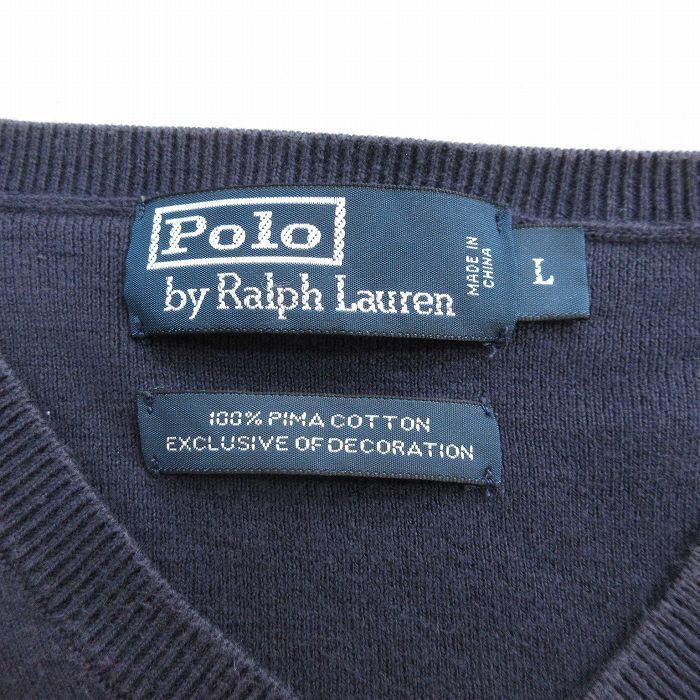 Polo
by Ralph Lauren
MADE IN
CHINA
L
100% PIMA COTTON
EXCLUSIVE OF DECORATION